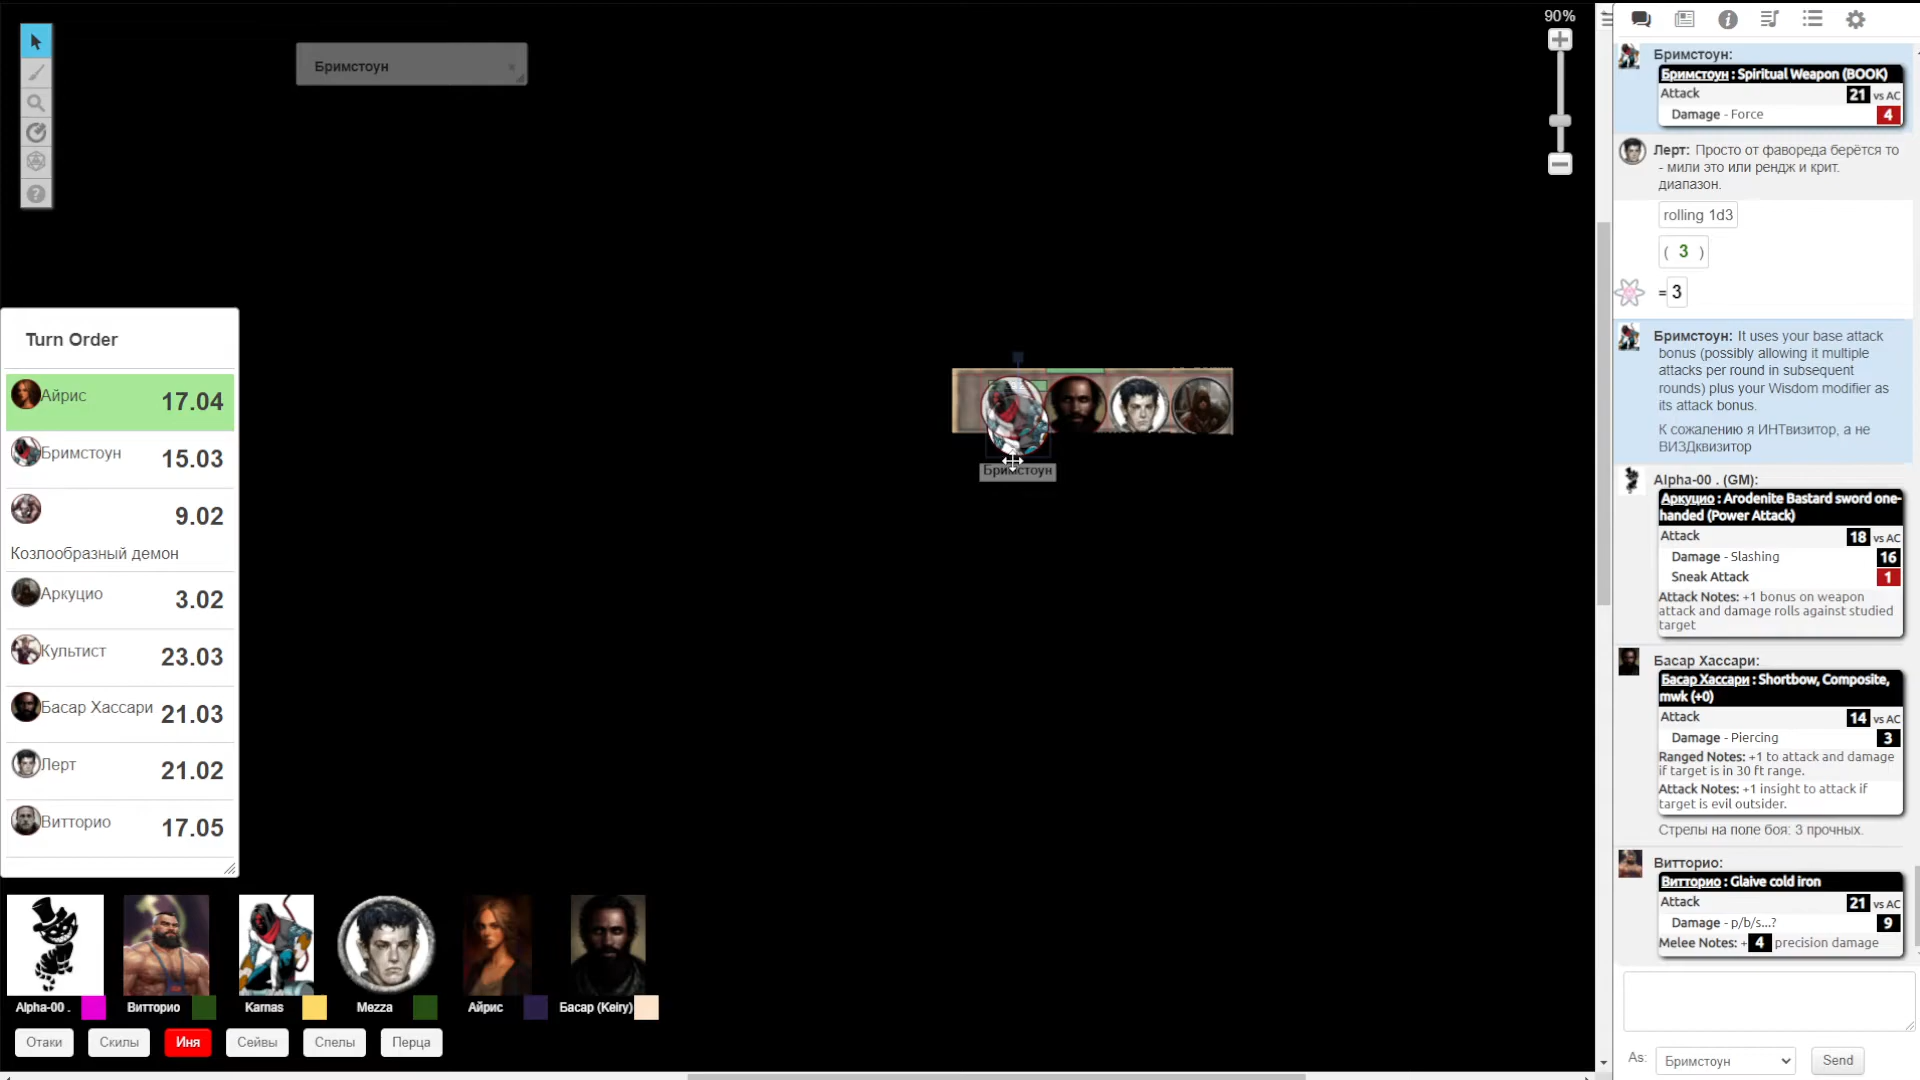 90%
Бримстоун
Turn Order
Айрис 17.04
Бримстоун 15.03
9.02
Козлообразный демон
Аркуцио 3.02
Культист 23.03
Басар Хассари 21.03
Лерт 21.02
Витторио 17.05
Бримстоун
Alpha-00 .
Витторио
Karnas
Mezza
Айрис
Басар (Keiry)
Отаки
Скилы
Иня
Сейвы
Спелы
Перца
Бримстоун:
Бримстоун : Spiritual Weapon (BOOK)
Attack 21 vs AC
Damage - Force 4
Лерт: Просто от фавореда берётся то
- мили это или рендж и крит.
диапазон.
rolling 1d3
( 3 )
=3
Бримстоун: It uses your base attack
bonus (possibly allowing it multiple
attacks per round in subsequent
rounds) plus your Wisdom modifier as
its attack bonus.
К сожалению я ИНТвизитор, а не
ВИЗДквизитор
Alpha-00 . (GM):
Аркуцио : Arodenite Bastard sword one-
handed (Power Attack)
Attack 18 vs AC
Damage - Slashing 16
Sneak Attack 1
Attack Notes: +1 bonus on weapon
attack and damage rolls against studied
target
Басар Хассари:
Басар Хассари : Shortbow, Composite,
mwk (+0)
Attack 14 vs AC
Damage - Piercing 3
Ranged Notes: +1 to attack and damage
if target is in 30 ft range.
Attack Notes: +1 insight to attack if
target is evil outsider.
Стрелы на поле боя: 3 прочных.
Витторио:
Витторио : Glaive cold iron
Attack 21 vs AC
Damage - p/b/s...? 9
Melee Notes: + 4 precision damage
As: Бримстоун
Send